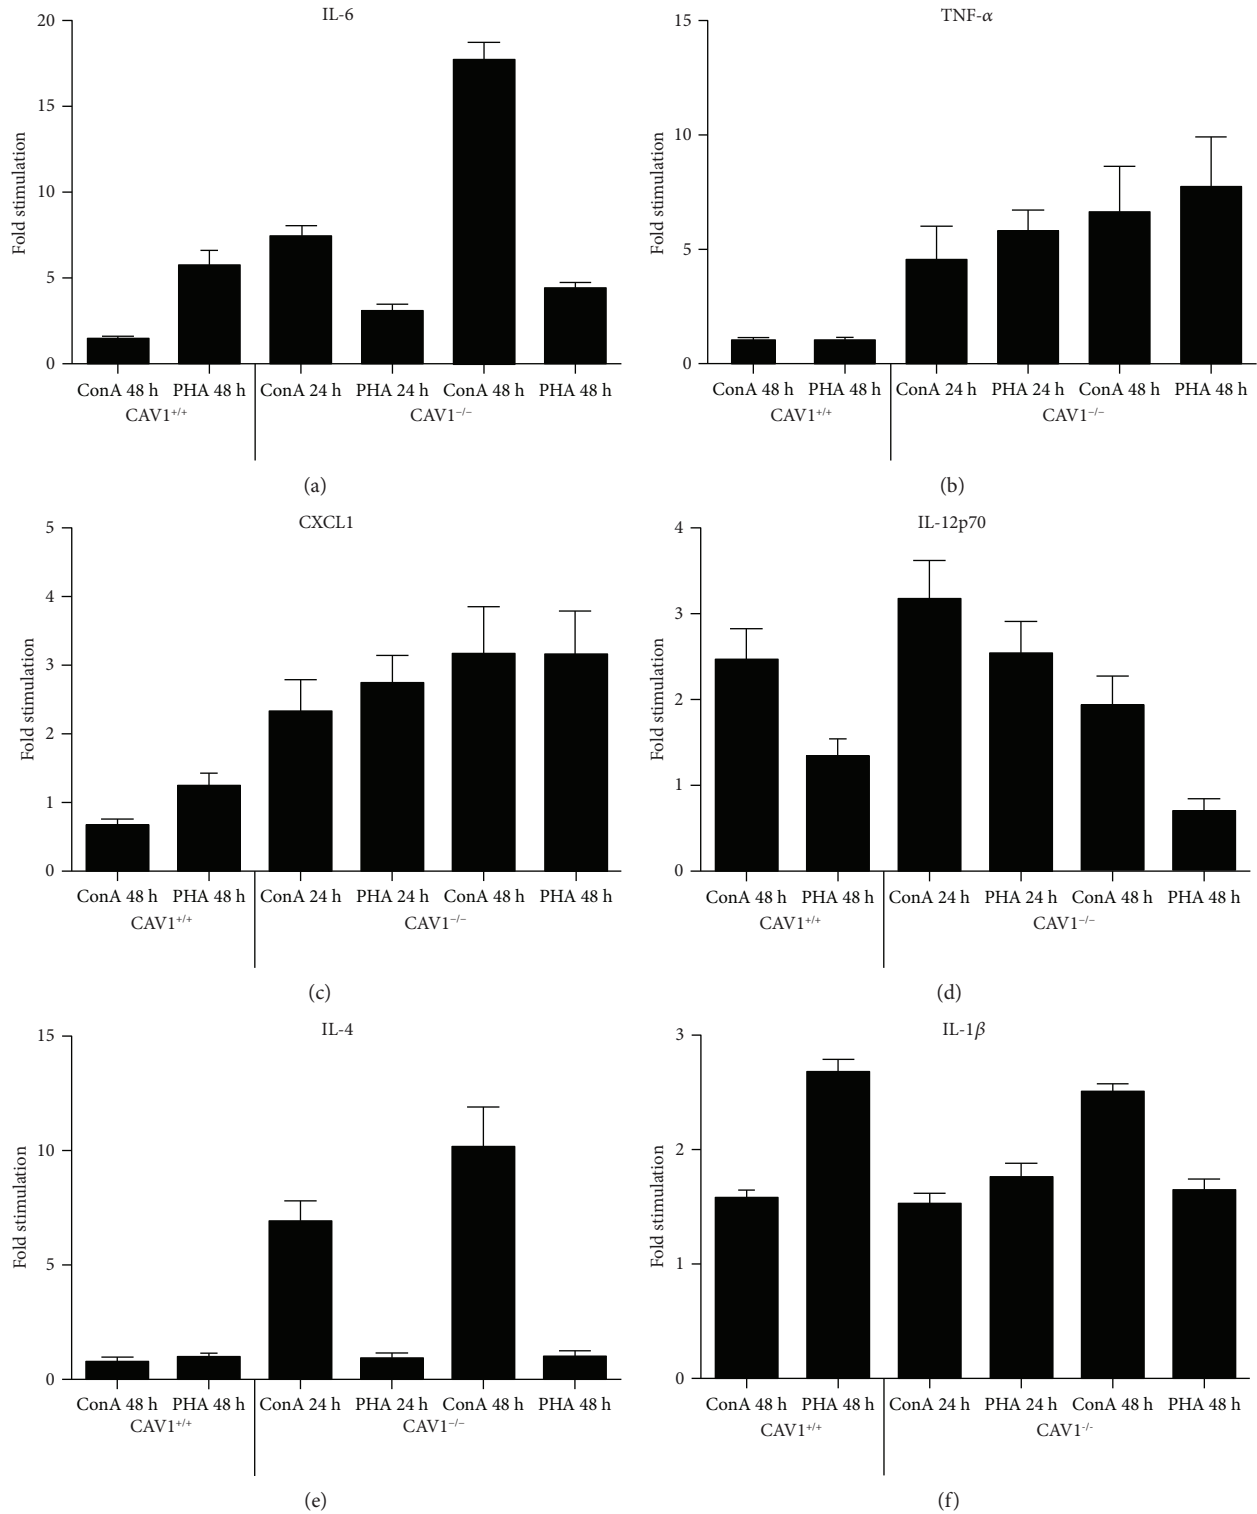 IL-6
Fold stimulation
20
15
10
5
0
ConA 48 h PHA 48 h ConA 24 h PHA 24 h ConA 48 h PHA 48 h
CAV1+/+ CAV1−/−
(a)
TNF-α
Fold stimulation
15
10
5
0
ConA 48 h PHA 48 h ConA 24 h PHA 24 h ConA 48 h PHA 48 h
CAV1+/+ CAV1−/−
(b)
CXCL1
Fold stimulation
5
4
3
2
1
0
ConA 48 h PHA 48 h ConA 24 h PHA 24 h ConA 48 h PHA 48 h
CAV1+/+ CAV1−/−
(c)
IL-12p70
Fold stimulation
4
3
2
1
0
ConA 48 h PHA 48 h ConA 24 h PHA 24 h ConA 48 h PHA 48 h
CAV1+/+ CAV1−/−
(d)
IL-4
Fold stimulation
15
10
5
0
ConA 48 h PHA 48 h ConA 24 h PHA 24 h ConA 48 h PHA 48 h
CAV1+/+ CAV1−/−
(e)
IL-1β
Fold stimulation
3
2
1
0
ConA 48 h PHA 48 h ConA 24 h PHA 24 h ConA 48 h PHA 48 h
CAV1+/+ CAV1-/-
(f)